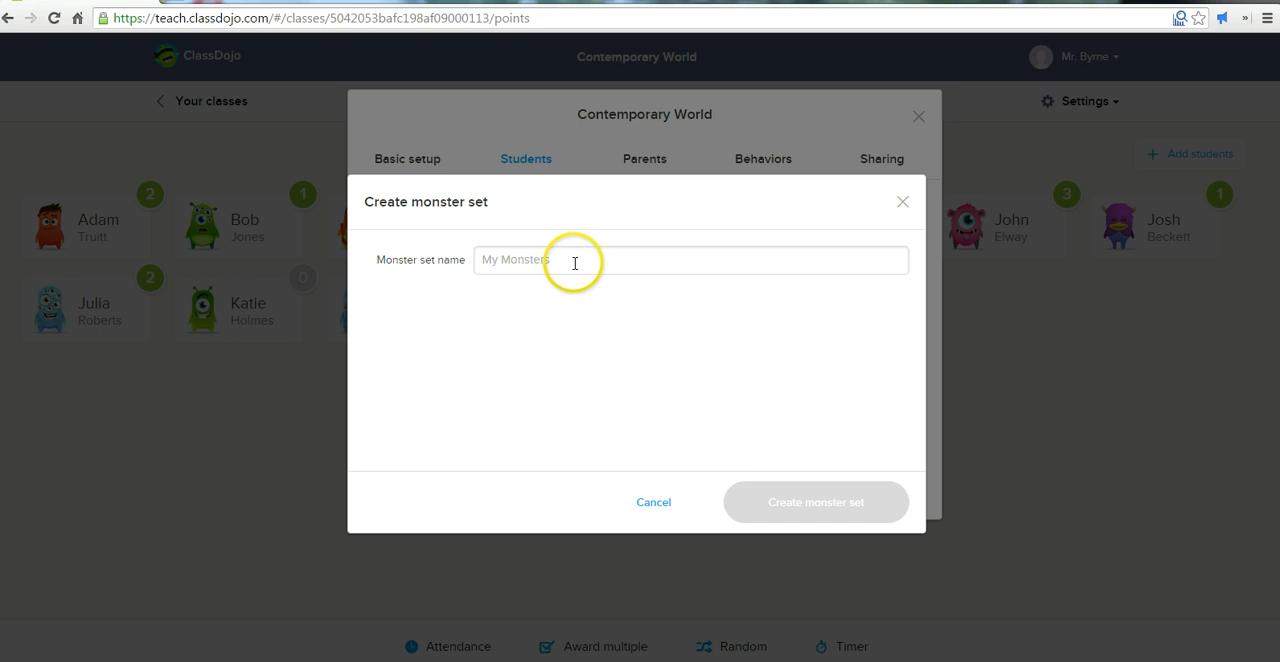 https://teach.classdojo.com/#/classes/5042053bafc198af09000113/points
»
ClassDojo
Contemporary World
Mr. Byrne
Your classes
Settings
Contemporary World
Basic setup
Students
Parents
Behaviors
Sharing
Add students
Create monster set
Monster set name
My Monsters
Cancel
Create monster set
2
Adam
Truitt
1
Bob
Jones
3
John
Elway
1
Josh
Beckett
2
Julia
Roberts
0
Katie
Holmes
Attendance
Award multiple
Random
Timer